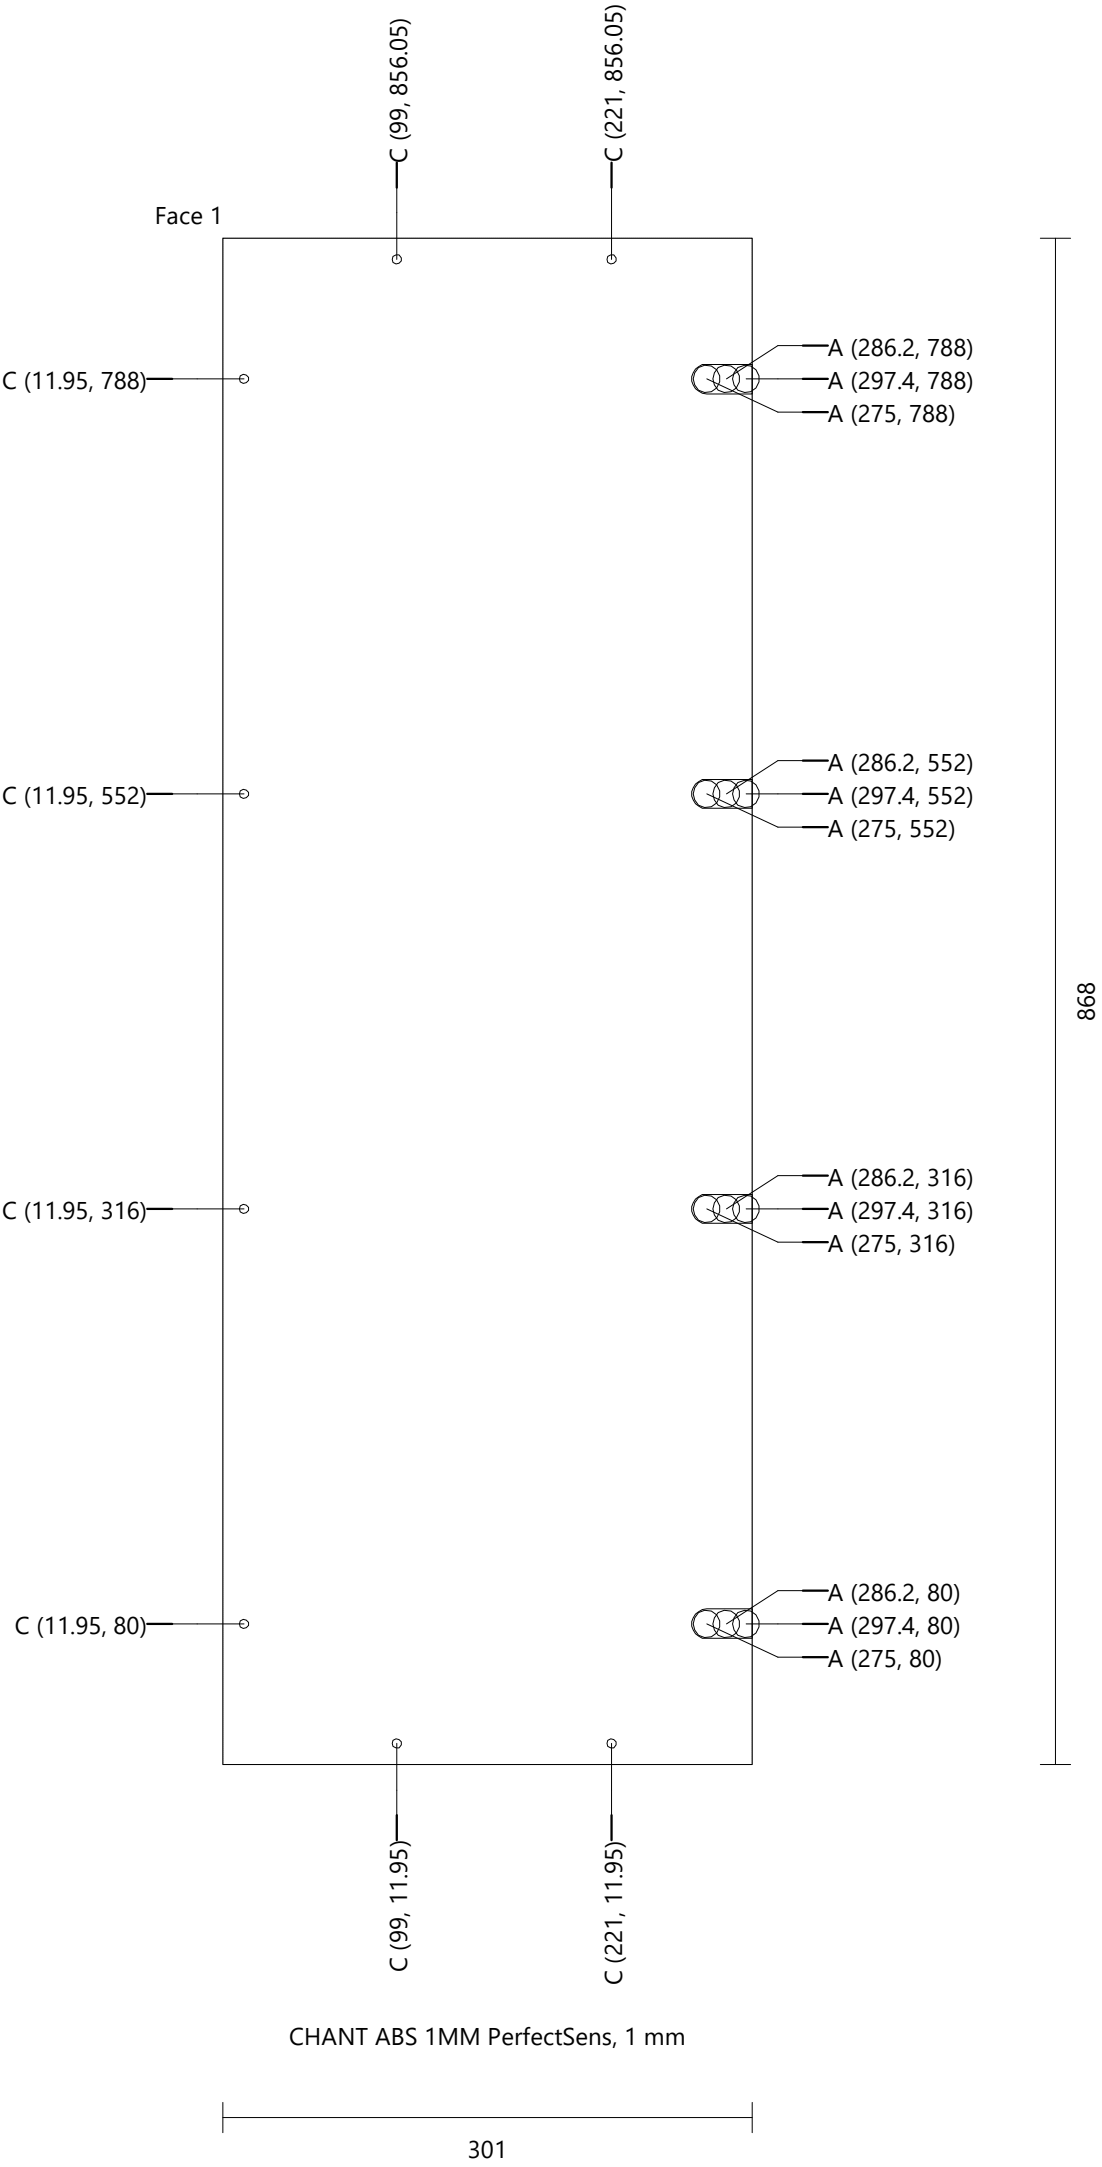 C (99, 856.05)
C (221, 856.05)
Face 1
A (286.2, 788)
C (11.95, 788)
A (297.4, 788)
A (275, 788)
A (286.2, 552)
C (11.95, 552)
A (297.4, 552)
A (275, 552)
868
A (286.2, 316)
C (11.95, 316)
A (297.4, 316)
A (275, 316)
A (286.2, 80)
C (11.95, 80)
A (297.4, 80)
A (275, 80)
C (99, 11.95)
C (221, 11.95)
CHANT ABS 1MM PerfectSens, 1 mm
301